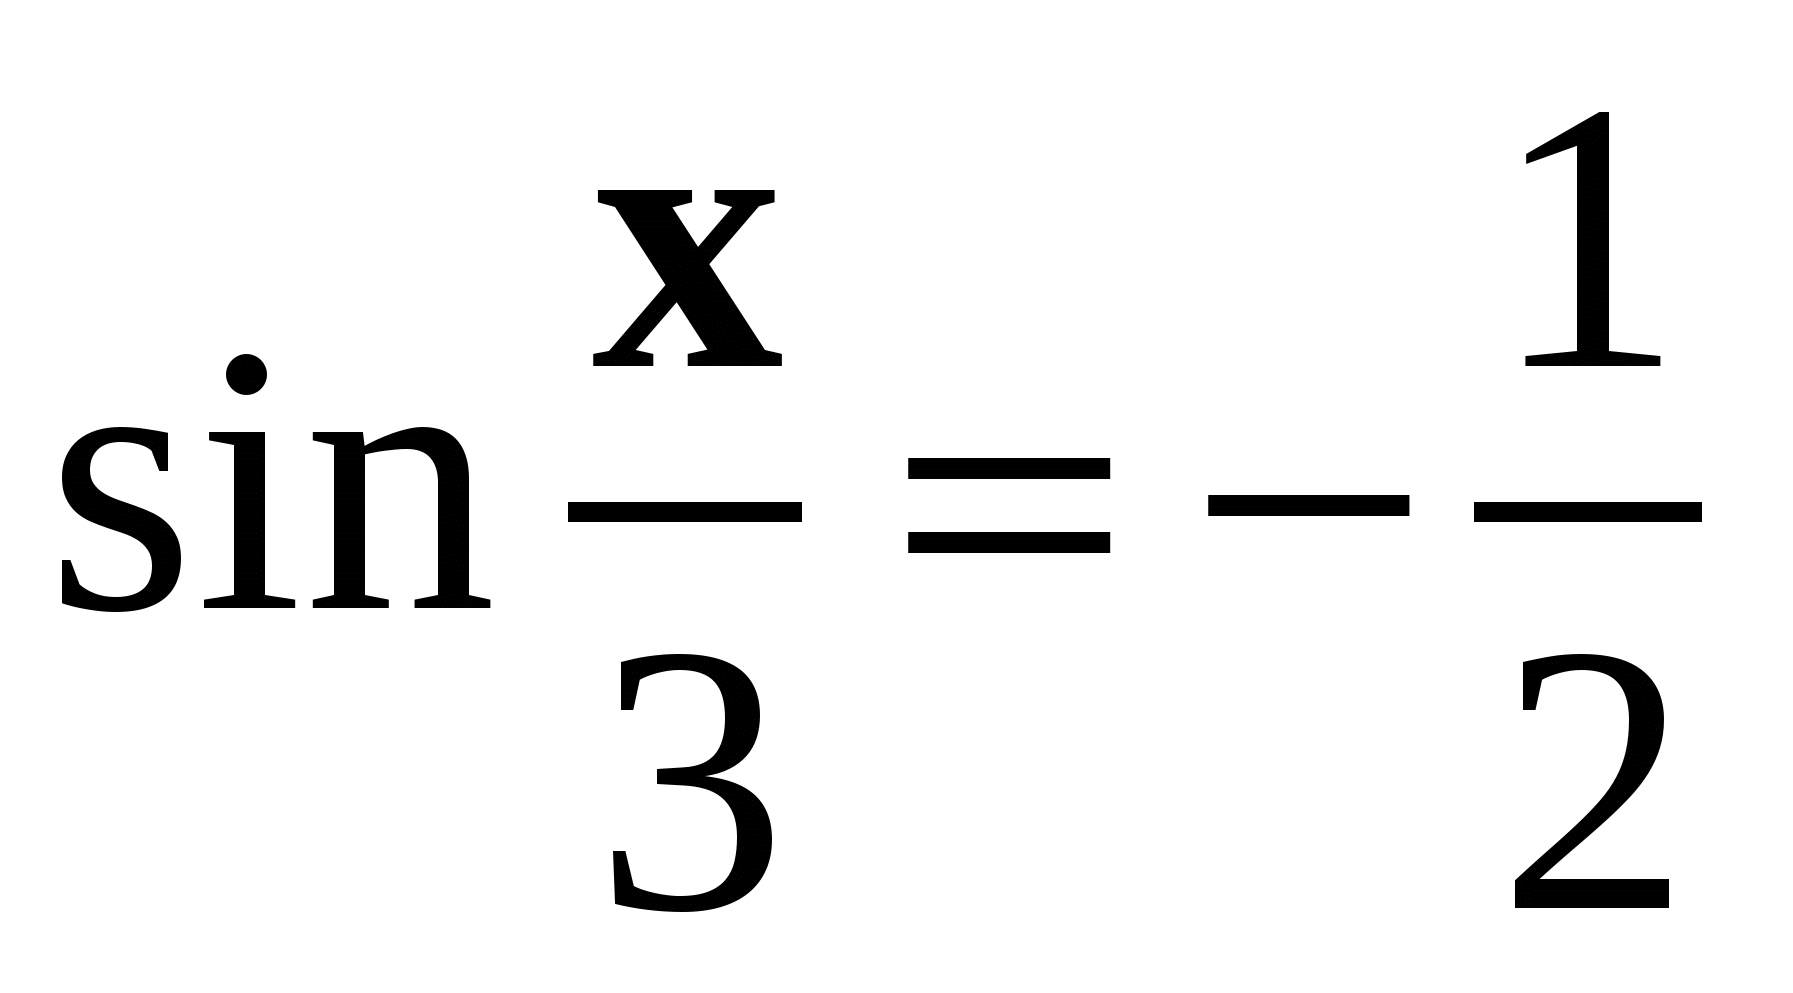 sin x/3 = − 1/2